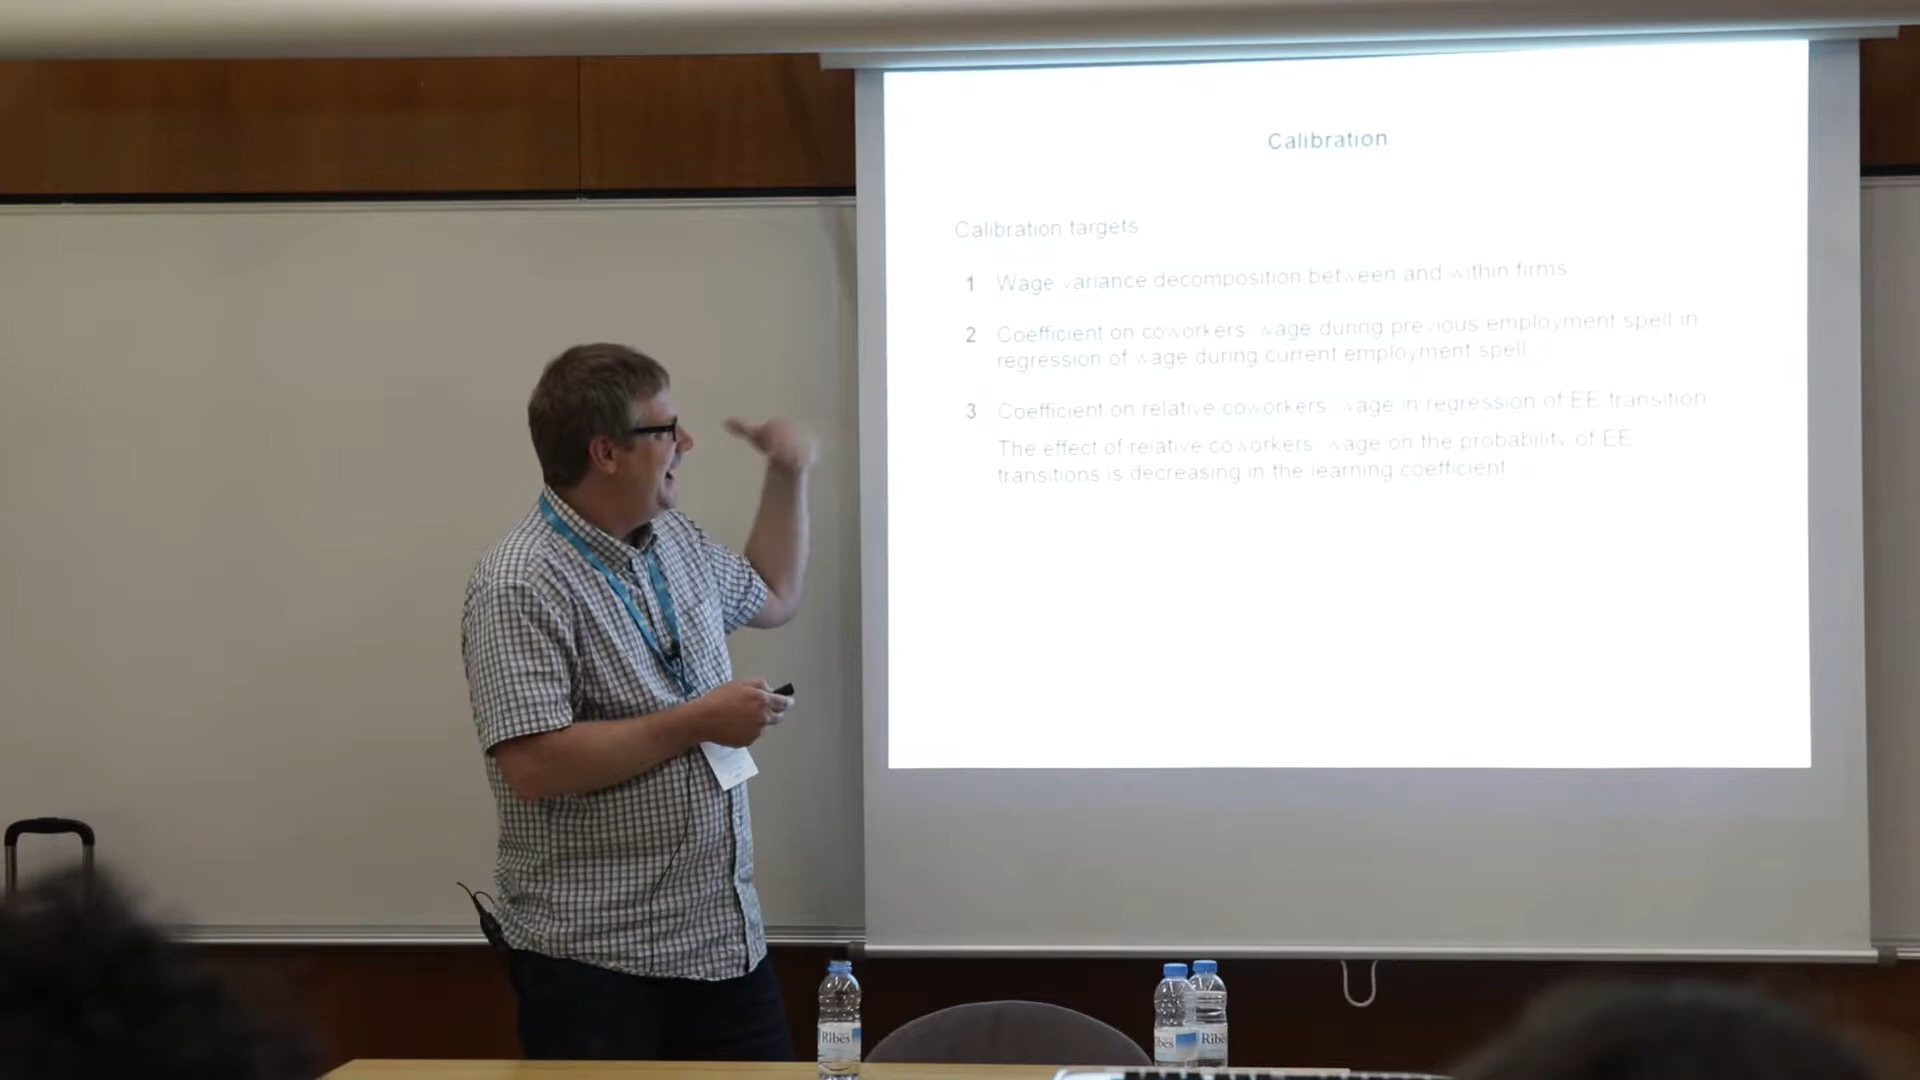 Calibration
Calibration targets
1 Wage variance decomposition between and within firms
2 Coefficient on coworkers' wage during previous employment spell in
regression of wage during current employment spell
3 Coefficient on relative coworkers' wage in regression of EE transition
The effect of relative coworkers' wage on the probability of EE
transitions is decreasing in the learning coefficient
Ribes
ibes
Ribe